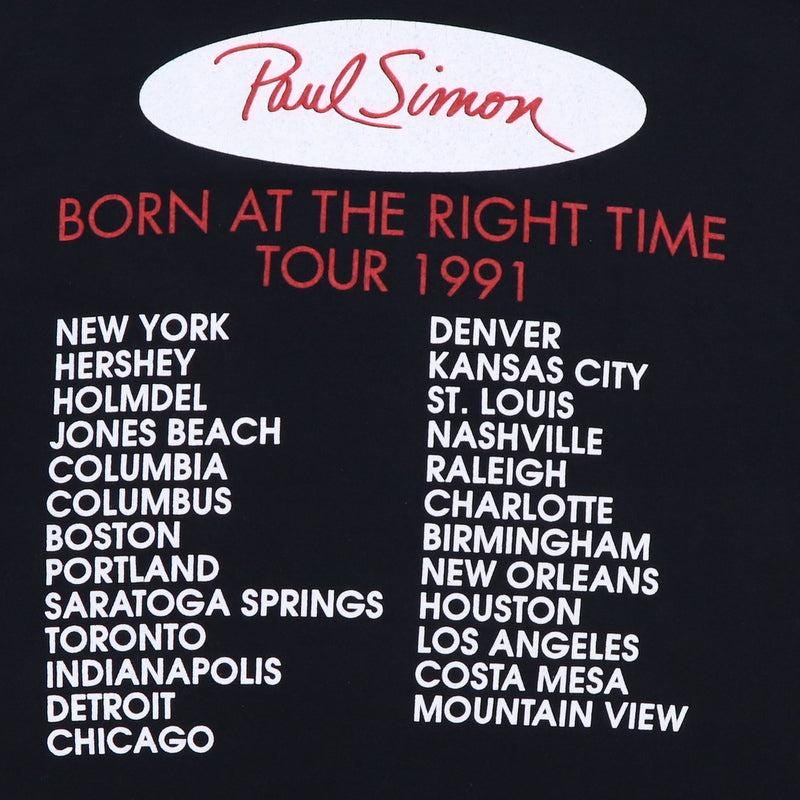 Paul Simon
BORN AT THE RIGHT TIME
TOUR 1991
NEW YORK
HERSHEY
HOLMDEL
JONES BEACH
COLUMBIA
COLUMBUS
BOSTON
PORTLAND
SARATOGA SPRINGS
TORONTO
INDIANAPOLIS
DETROIT
CHICAGO
DENVER
KANSAS CITY
ST. LOUIS
NASHVILLE
RALEIGH
CHARLOTTE
BIRMINGHAM
NEW ORLEANS
HOUSTON
LOS ANGELES
COSTA MESA
MOUNTAIN VIEW